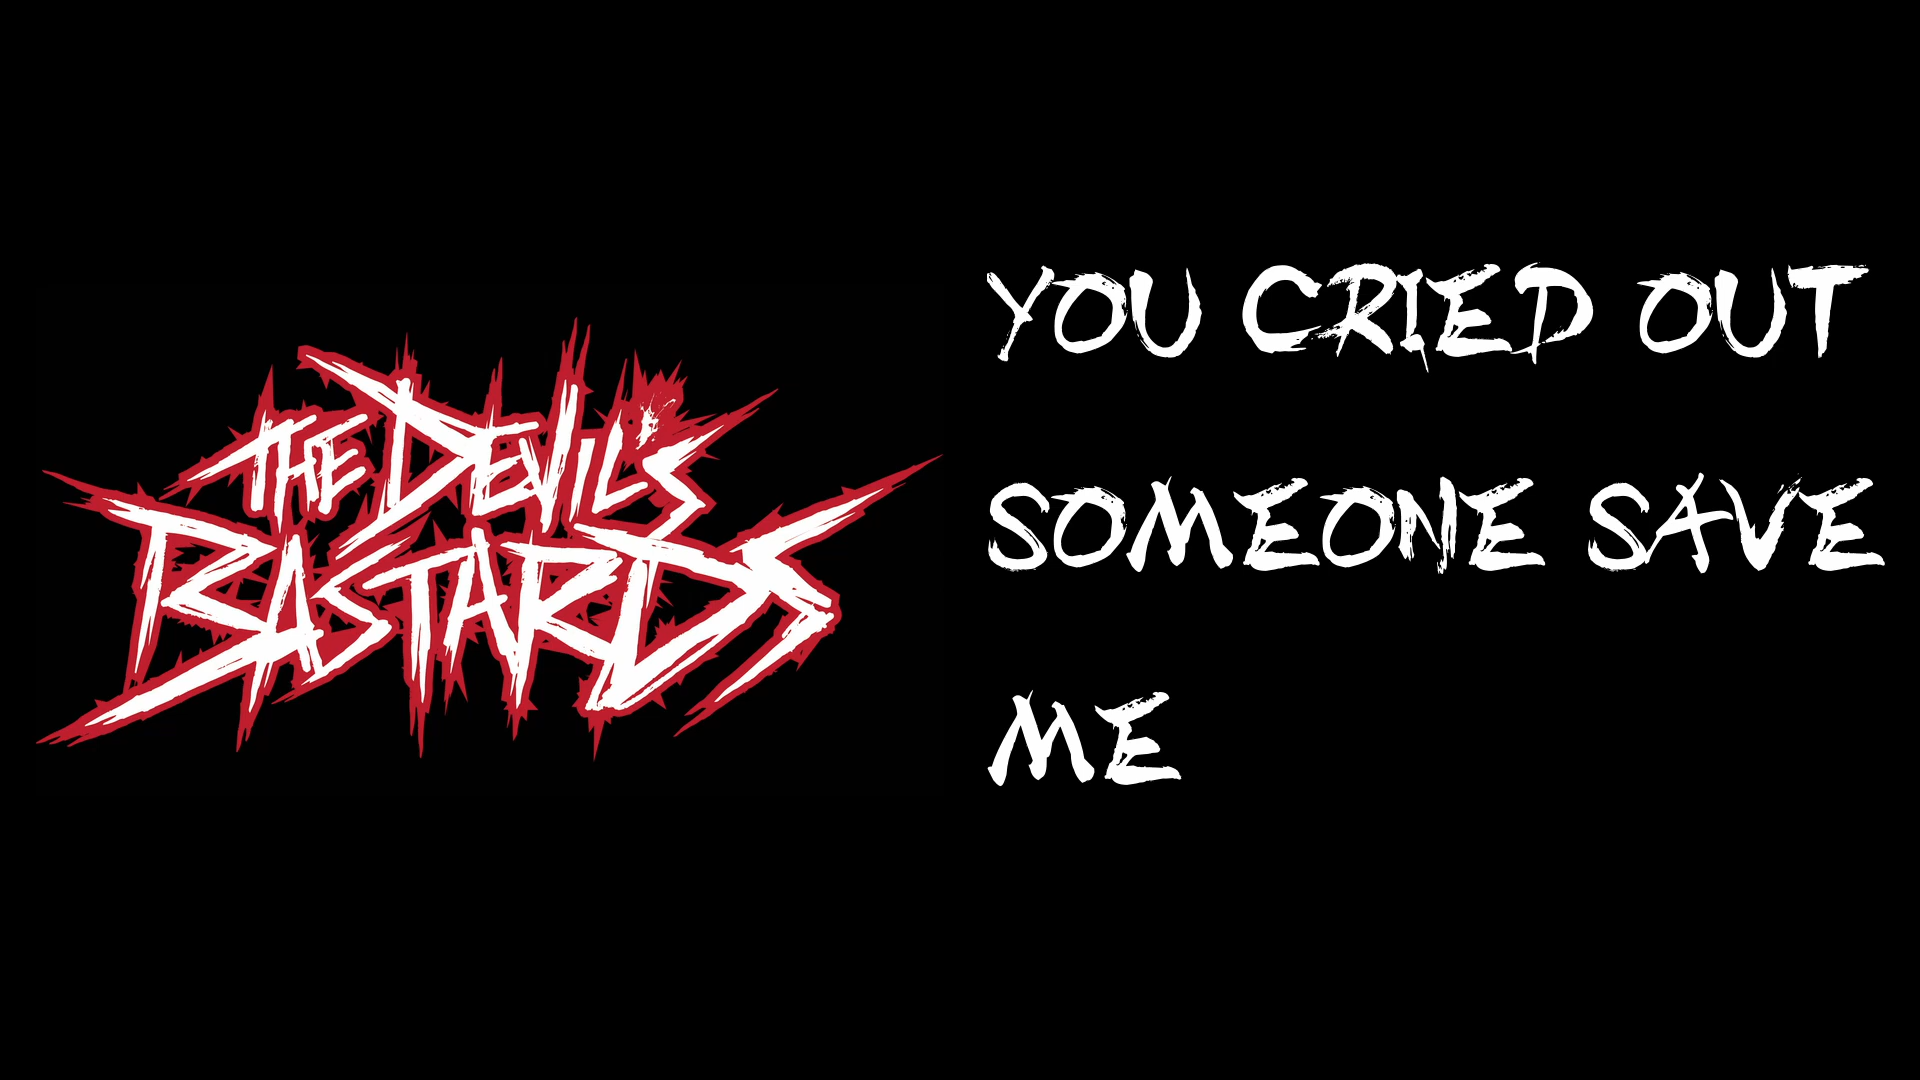 THE DEVIL'S
BASTARDS
YOU CRIED OUT
SOMEONE SAVE
ME